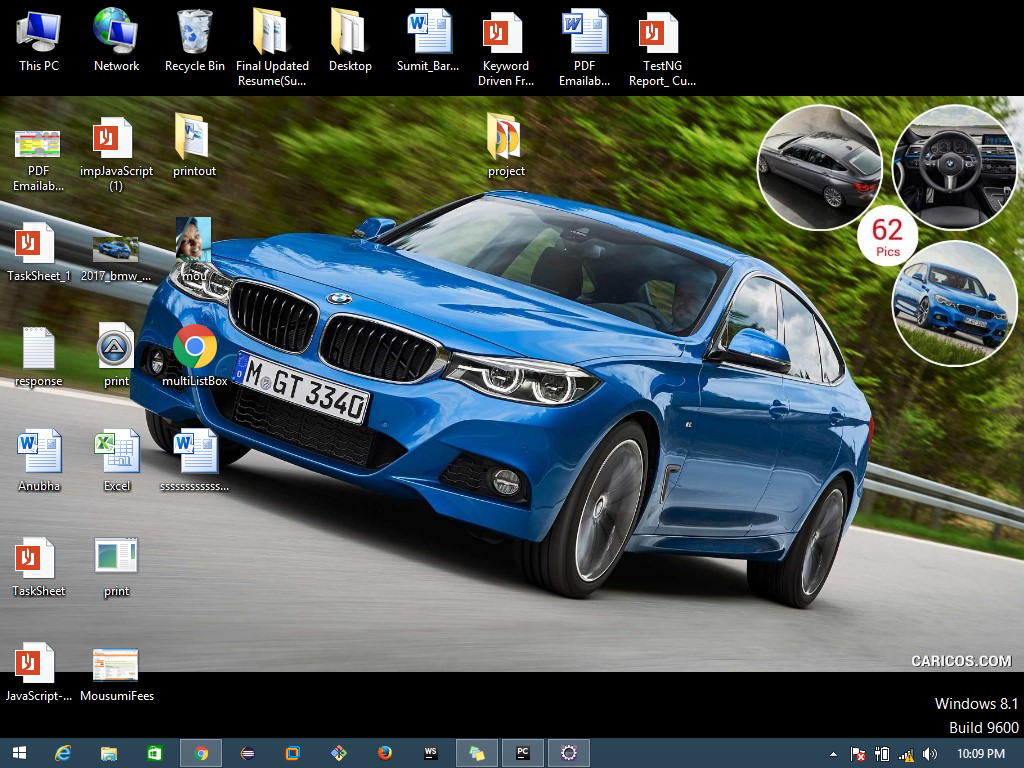 This PC
Network
Recycle Bin
Final Updated
Resume(Su...
Desktop
Sumit_Bar...
Keyword
Driven Fr...
PDF
Emailab...
TestNG
Report_ Cu...
PDF
Emailab...
impJavaScript
(1)
printout
project
62
Pics
TaskSheet_1
2017_bmw_...
mou
response
print
multiListBox
M GT 3340
Anubha
Excel
ssssssssssss...
TaskSheet
print
JavaScript-...
MousumiFees
CARICOS.COM
Windows 8.1
Build 9600
WS
PC
10:09 PM